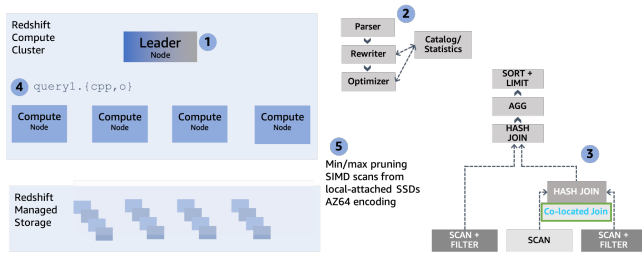 Redshift
Compute
Cluster
Leader
Node
1
4 query1.{cpp,o}
Compute
Node
Compute
Node
Compute
Node
Compute
Node
Redshift
Managed
Storage
2
Parser
Rewriter
Optimizer
Catalog/
Statistics
5
Min/max pruning
SIMD scans from
local-attached SSDs
AZ64 encoding
SORT +
LIMIT
AGG
HASH
JOIN
3
HASH JOIN
Co-located Join
SCAN +
FILTER
SCAN
SCAN +
FILTER